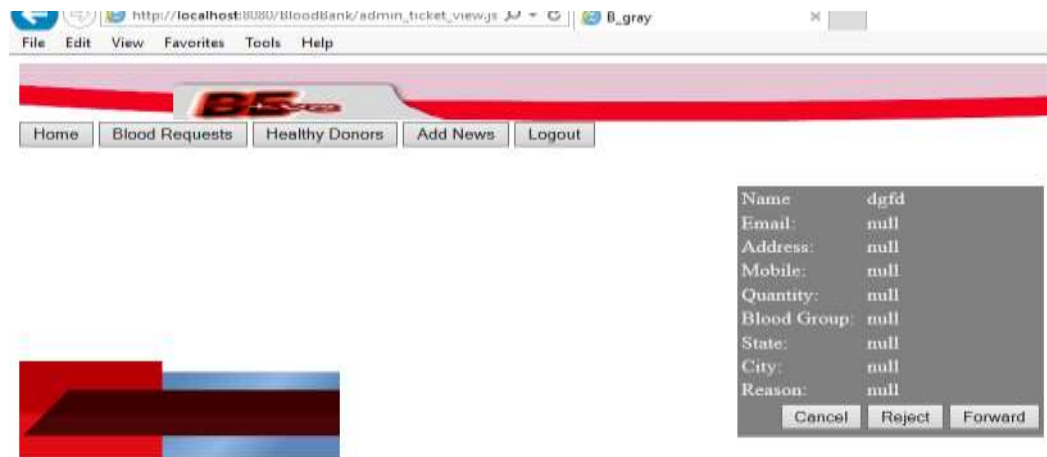 http://localhost:8080/BloodBank/admin_ticket_view.js
B_gray
File Edit View Favorites Tools Help
Home Blood Requests Healthy Donors Add News Logout
Name dgfd
Email: null
Address: null
Mobile: null
Quantity: null
Blood Group: null
State: null
City: null
Reason: null
Cancel Reject Forward